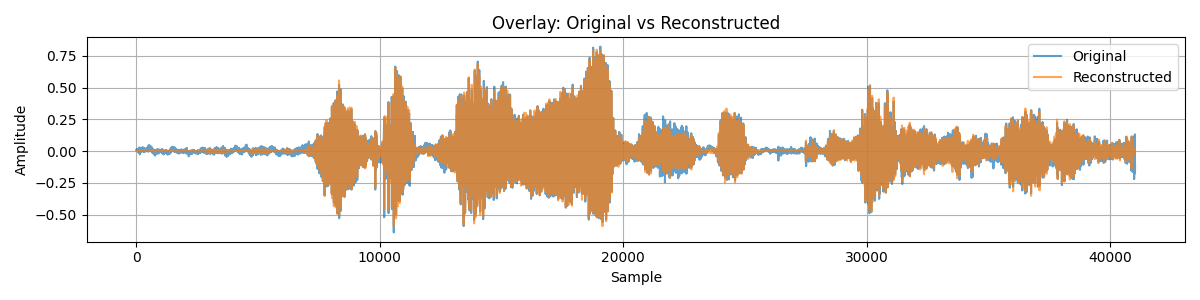 Overlay: Original vs Reconstructed
Original
Reconstructed
Amplitude
0.75
0.50
0.25
0.00
−0.25
−0.50
0 10000 20000 30000 40000
Sample